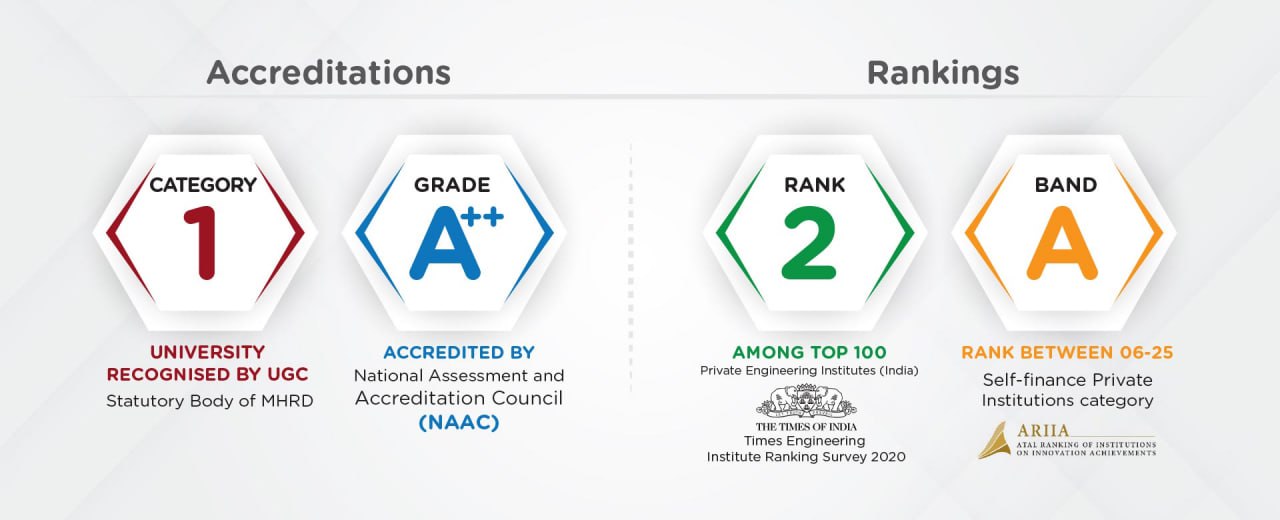 Accreditations
CATEGORY
1
UNIVERSITY
RECOGNISED BY UGC
Statutory Body of MHRD
GRADE
A++
ACCREDITED BY
National Assessment and
Accreditation Council
(NAAC)
Rankings
RANK
2
AMONG TOP 100
Private Engineering Institutes (India)
THE TIMES OF INDIA
Times Engineering
Institute Ranking Survey 2020
BAND
A
RANK BETWEEN 06-25
Self-finance Private
Institutions category
ARIIA
ATAL RANKING OF INSTITUTIONS
ON INNOVATION ACHIEVEMENTS